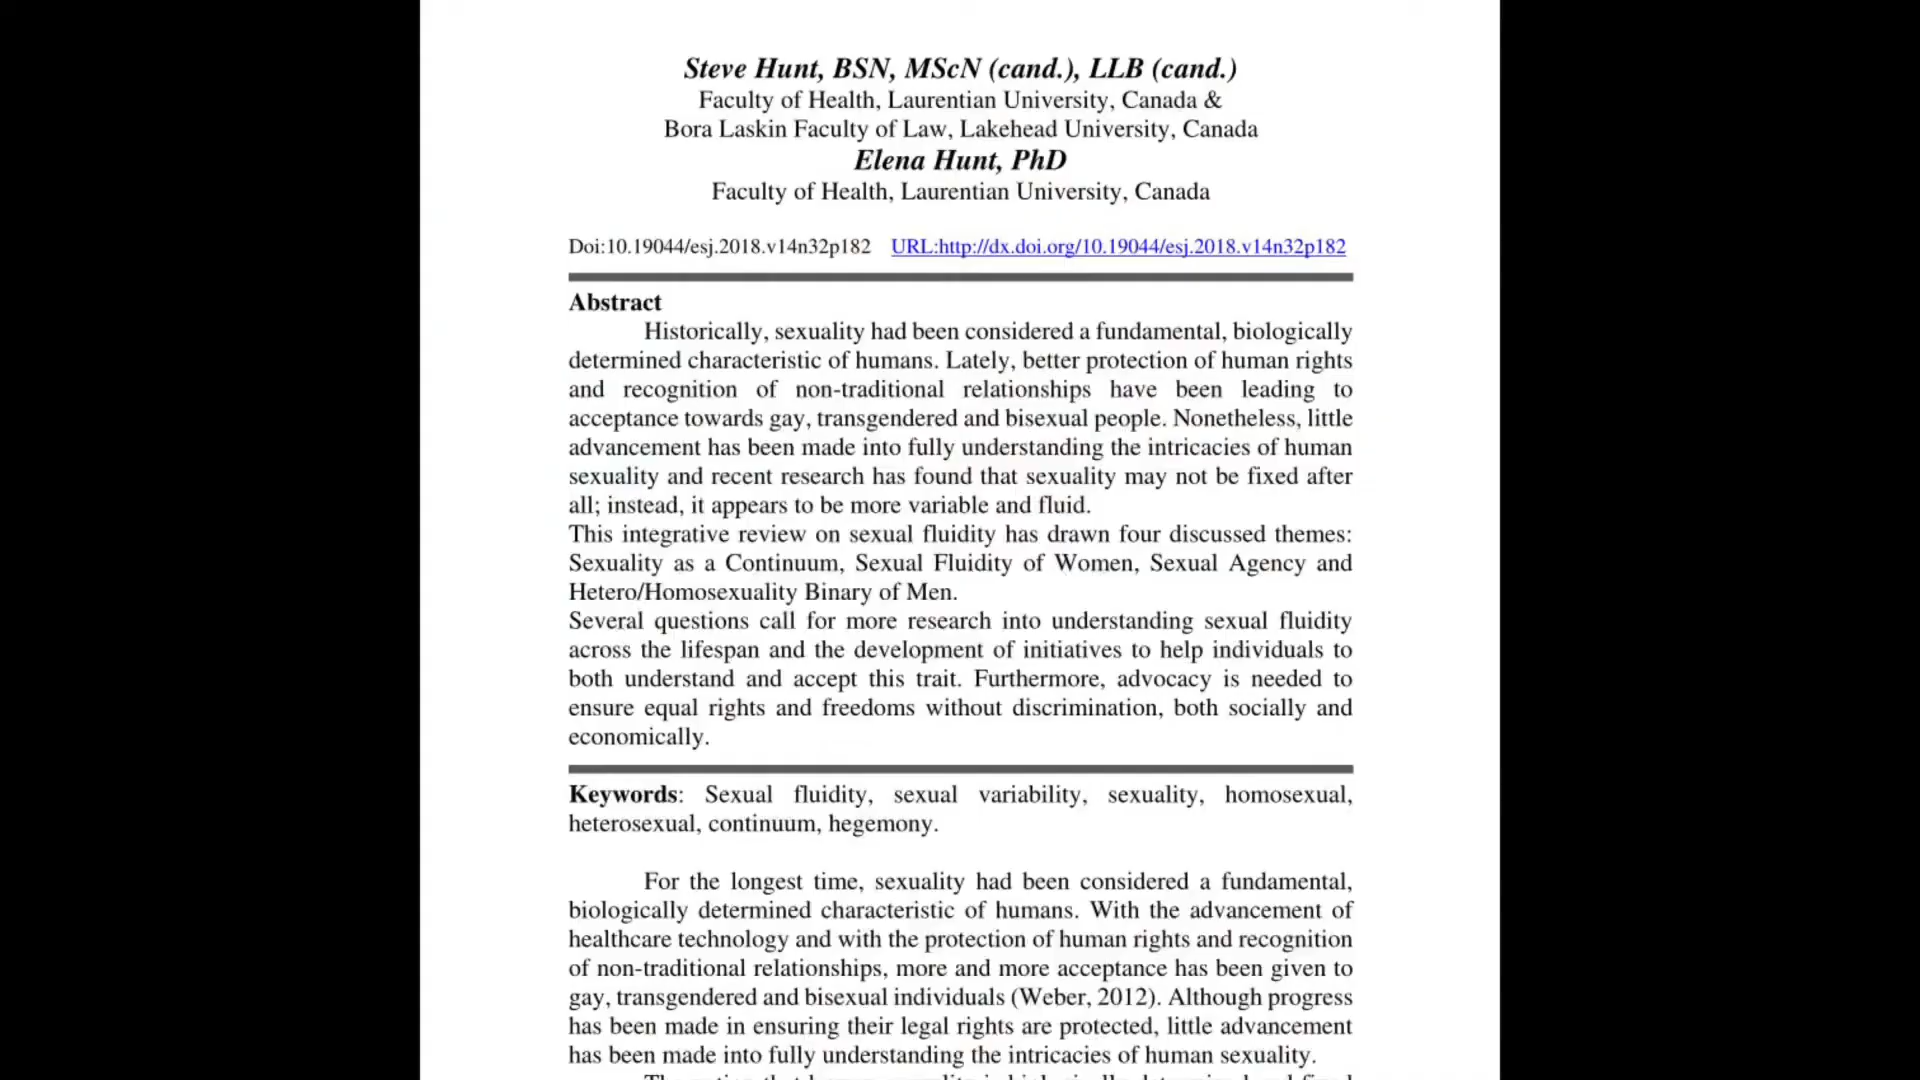 Steve Hunt, BSN, MScN (cand.), LLB (cand.)
Faculty of Health, Laurentian University, Canada &
Bora Laskin Faculty of Law, Lakehead University, Canada
Elena Hunt, PhD
Faculty of Health, Laurentian University, Canada
Doi:10.19044/esj.2018.v14n32p182 URL:http://dx.doi.org/10.19044/esj.2018.v14n32p182
Abstract
Historically, sexuality had been considered a fundamental, biologically
determined characteristic of humans. Lately, better protection of human rights
and recognition of non-traditional relationships have been leading to
acceptance towards gay, transgendered and bisexual people. Nonetheless, little
advancement has been made into fully understanding the intricacies of human
sexuality and recent research has found that sexuality may not be fixed after
all; instead, it appears to be more variable and fluid.
This integrative review on sexual fluidity has drawn four discussed themes:
Sexuality as a Continuum, Sexual Fluidity of Women, Sexual Agency and
Hetero/Homosexuality Binary of Men.
Several questions call for more research into understanding sexual fluidity
across the lifespan and the development of initiatives to help individuals to
both understand and accept this trait. Furthermore, advocacy is needed to
ensure equal rights and freedoms without discrimination, both socially and
economically.
Keywords: Sexual fluidity, sexual variability, sexuality, homosexual,
heterosexual, continuum, hegemony.
For the longest time, sexuality had been considered a fundamental,
biologically determined characteristic of humans. With the advancement of
healthcare technology and with the protection of human rights and recognition
of non-traditional relationships, more and more acceptance has been given to
gay, transgendered and bisexual individuals (Weber, 2012). Although progress
has been made in ensuring their legal rights are protected, little advancement
has been made into fully understanding the intricacies of human sexuality.